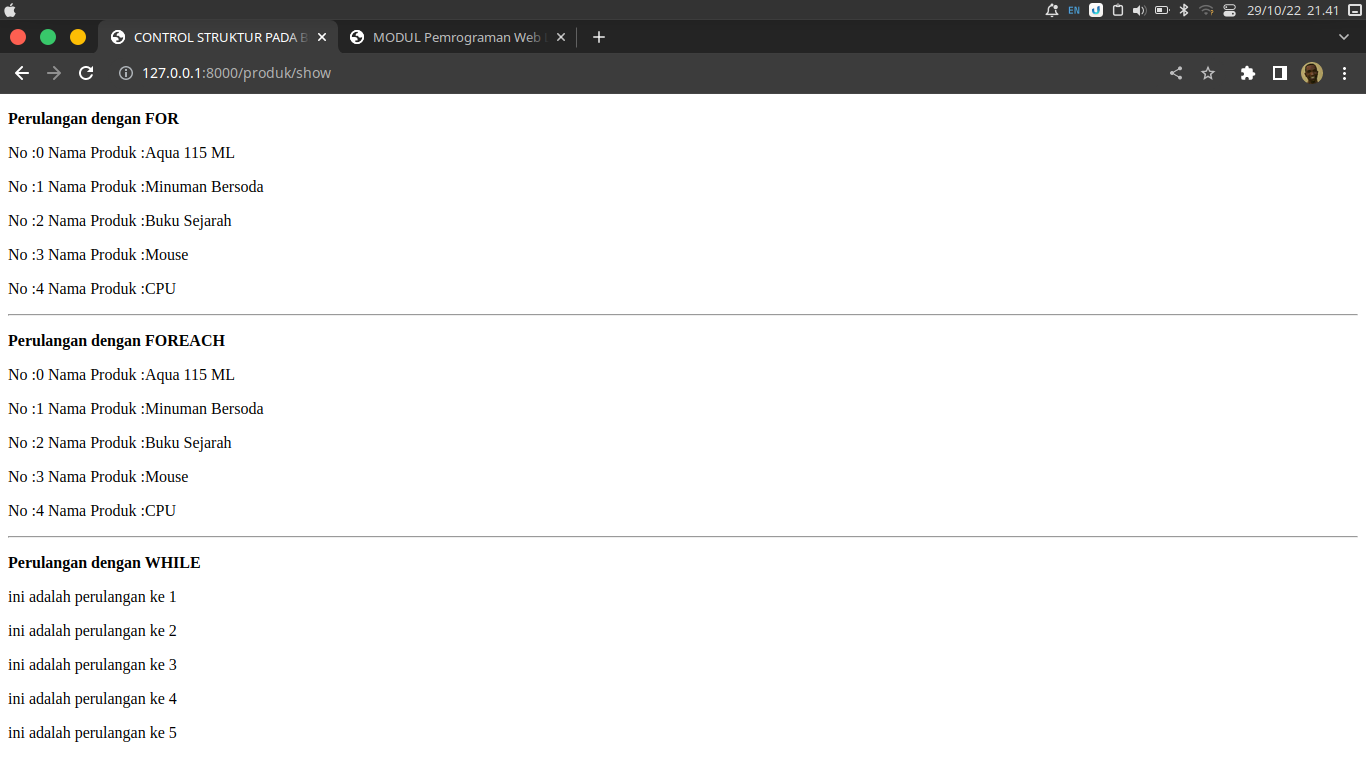 EN 29/10/22 21.41
CONTROL STRUKTUR PADA B MODUL Pemrograman Web
127.0.0.1:8000/produk/show
Perulangan dengan FOR
No :0 Nama Produk :Aqua 115 ML
No :1 Nama Produk :Minuman Bersoda
No :2 Nama Produk :Buku Sejarah
No :3 Nama Produk :Mouse
No :4 Nama Produk :CPU
Perulangan dengan FOREACH
No :0 Nama Produk :Aqua 115 ML
No :1 Nama Produk :Minuman Bersoda
No :2 Nama Produk :Buku Sejarah
No :3 Nama Produk :Mouse
No :4 Nama Produk :CPU
Perulangan dengan WHILE
ini adalah perulangan ke 1
ini adalah perulangan ke 2
ini adalah perulangan ke 3
ini adalah perulangan ke 4
ini adalah perulangan ke 5